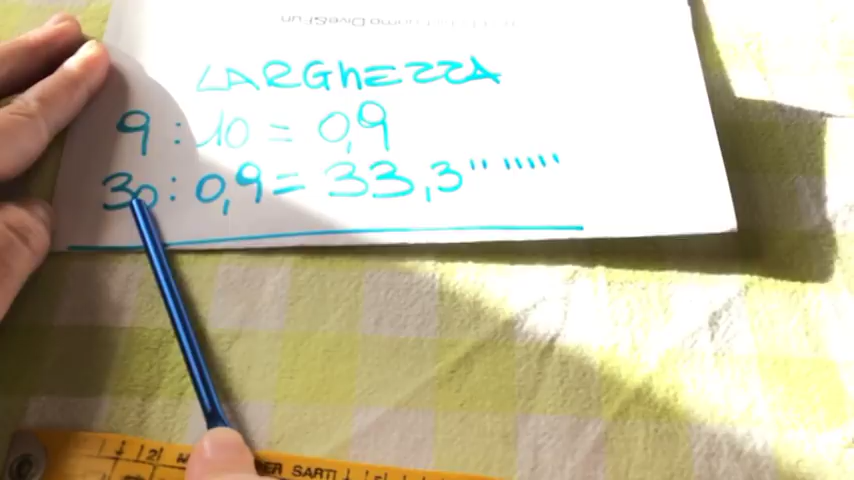 LARGHEZZA
9 : 10 = 0,9
30 : 0,9 = 33,3'' '''''
SARTI